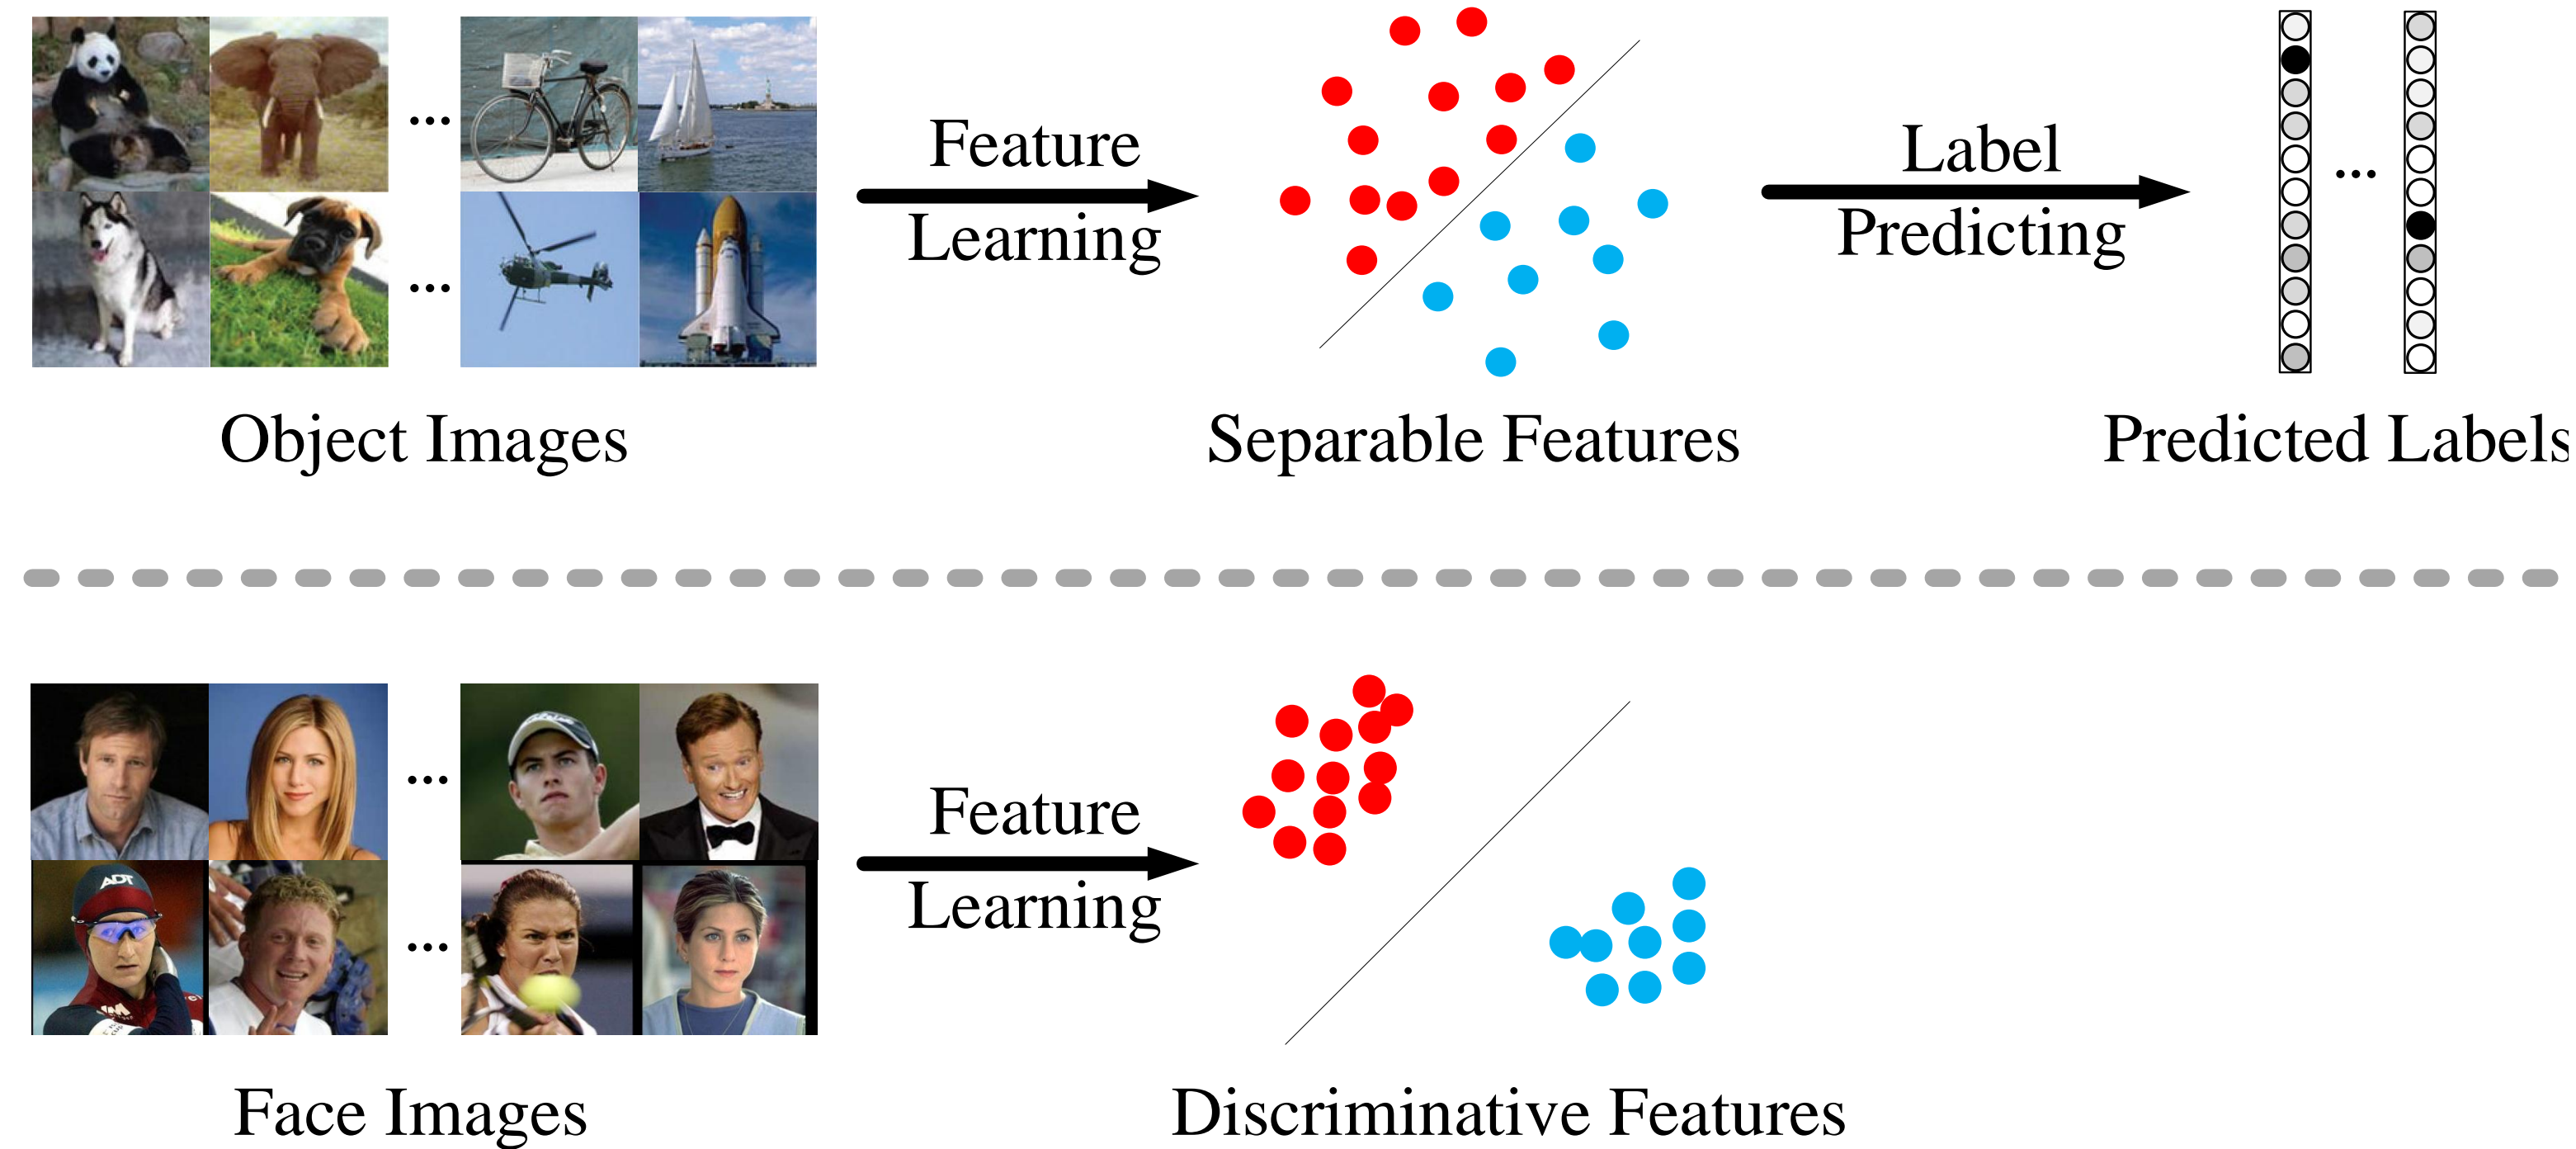 Feature
Learning
Label
Predicting
Object Images
Separable Features
Predicted Labels
Feature
Learning
ADT
Face Images
Discriminative Features